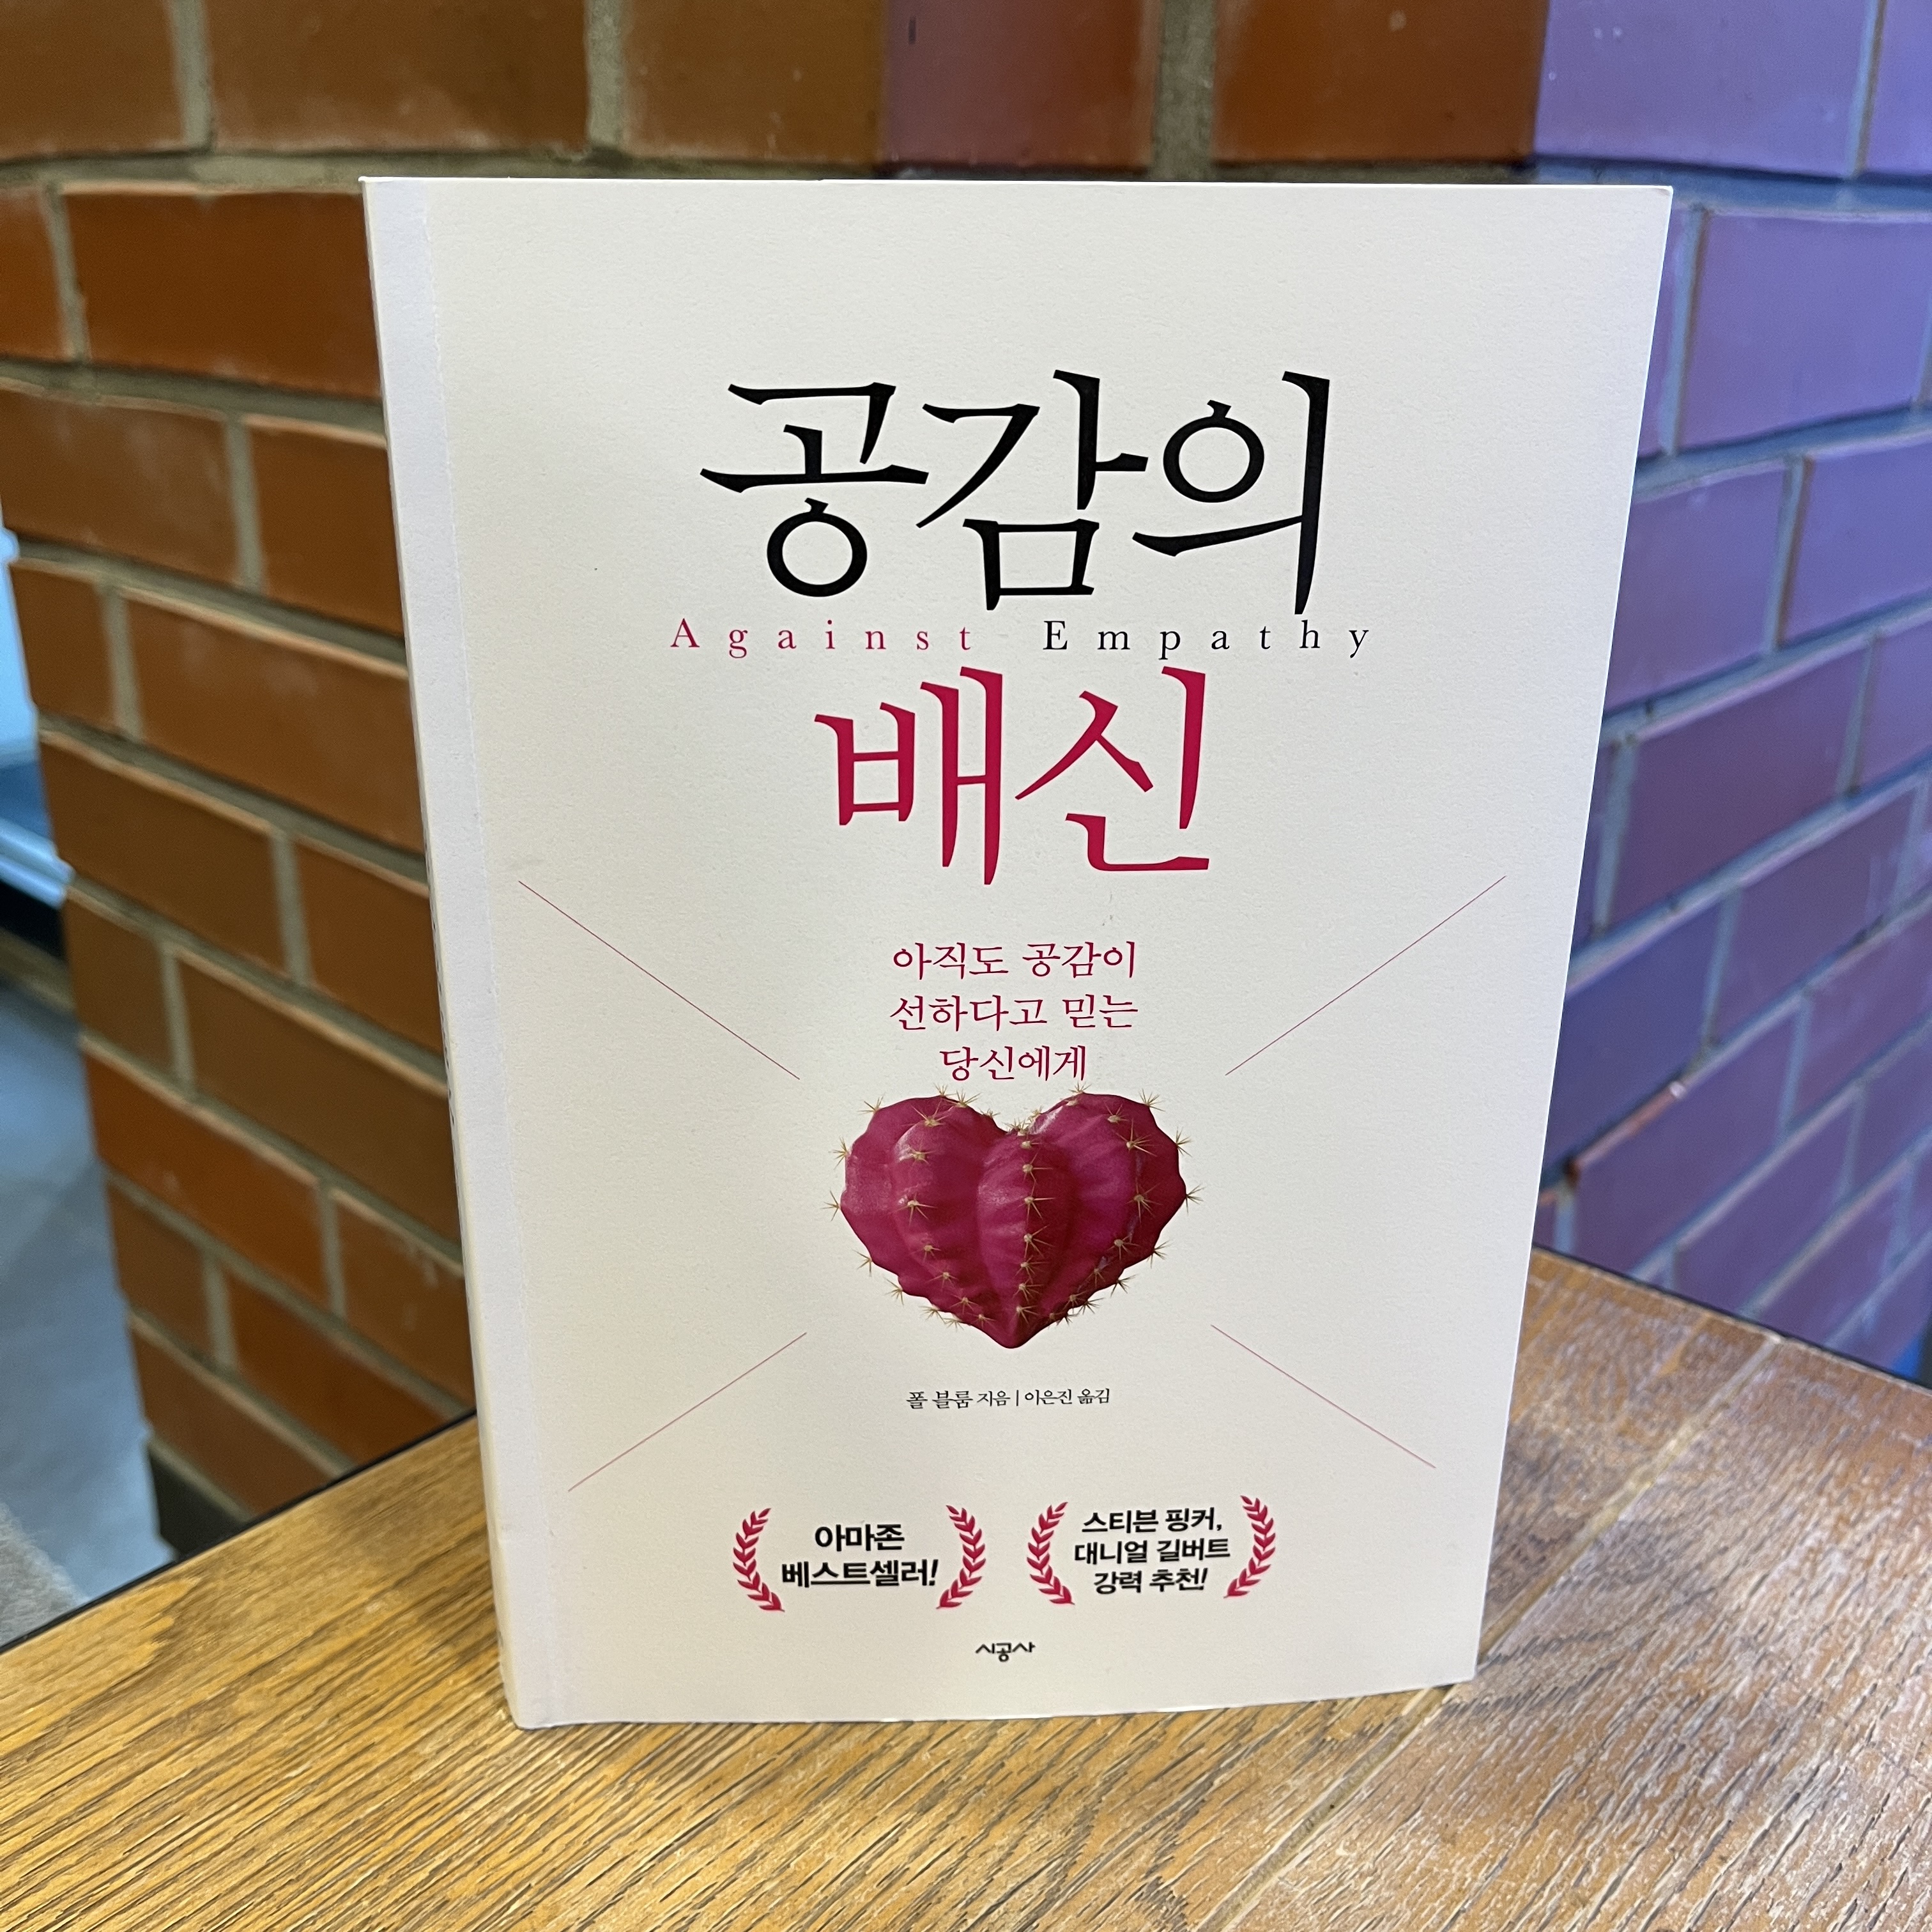 공감의
Against Empathy
배신
아직도 공감이
선하다고 믿는
당신에게
폴 블룸 지음 | 이은진 옮김
아마존
베스트셀러!
스티븐 핑커,
대니얼 길버트
강력 추천!
시공사